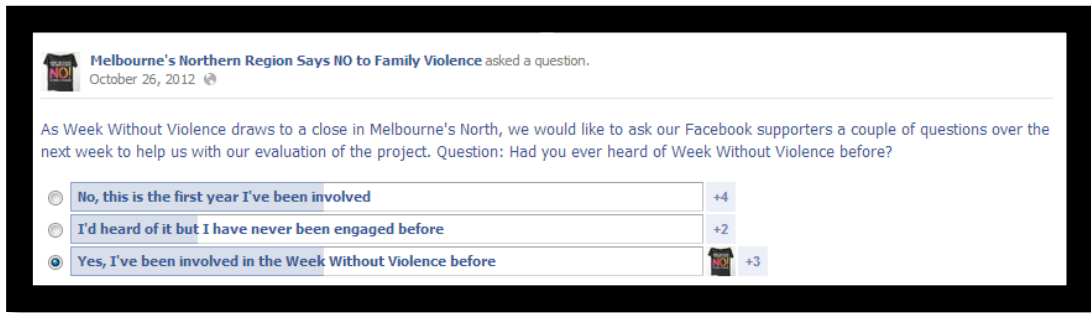 Melbourne's Northern Region Says NO to Family Violence asked a question.
October 26, 2012
As Week Without Violence draws to a close in Melbourne's North, we would like to ask our Facebook supporters a couple of questions over the
next week to help us with our evaluation of the project. Question: Had you ever heard of Week Without Violence before?
No, this is the first year I've been involved +4
I'd heard of it but I have never been engaged before +2
Yes, I've been involved in the Week Without Violence before NO! +3